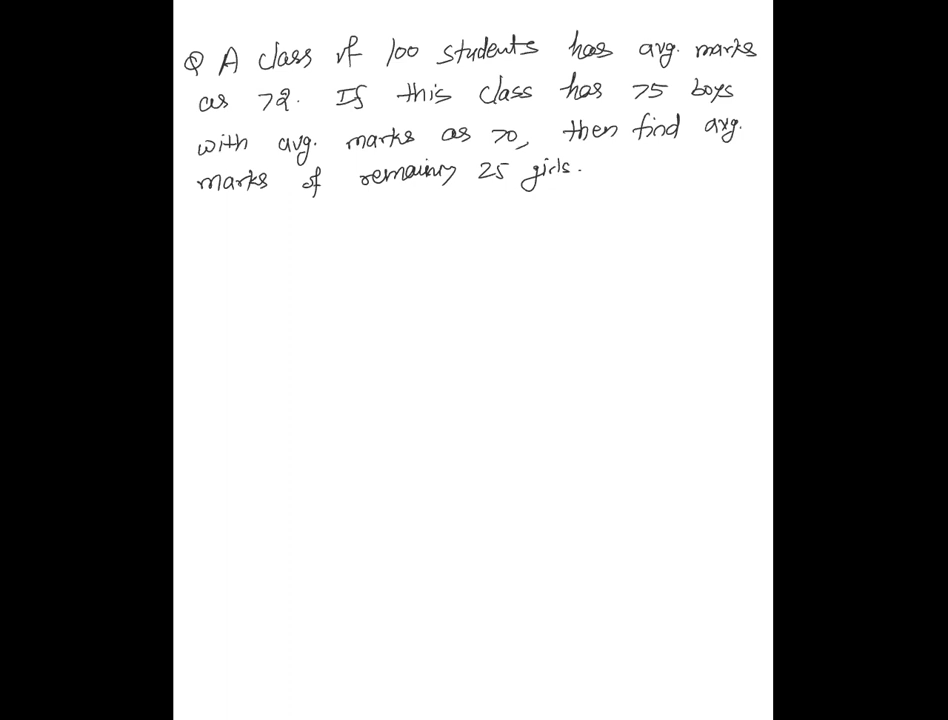 Q A class of 100 students has avg. marks
as 72. If this class has 75 boys
with avg. marks as 70, then find avg.
marks of remaining 25 girls.